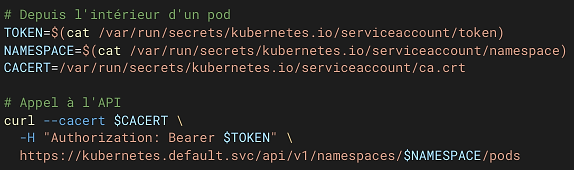 # Depuis l'intérieur d'un pod
TOKEN=$(cat /var/run/secrets/kubernetes.io/serviceaccount/token)
NAMESPACE=$(cat /var/run/secrets/kubernetes.io/serviceaccount/namespace)
CACERT=/var/run/secrets/kubernetes.io/serviceaccount/ca.crt

# Appel à l'API
curl --cacert $CACERT \
  -H "Authorization: Bearer $TOKEN" \
  https://kubernetes.default.svc/api/v1/namespaces/$NAMESPACE/pods